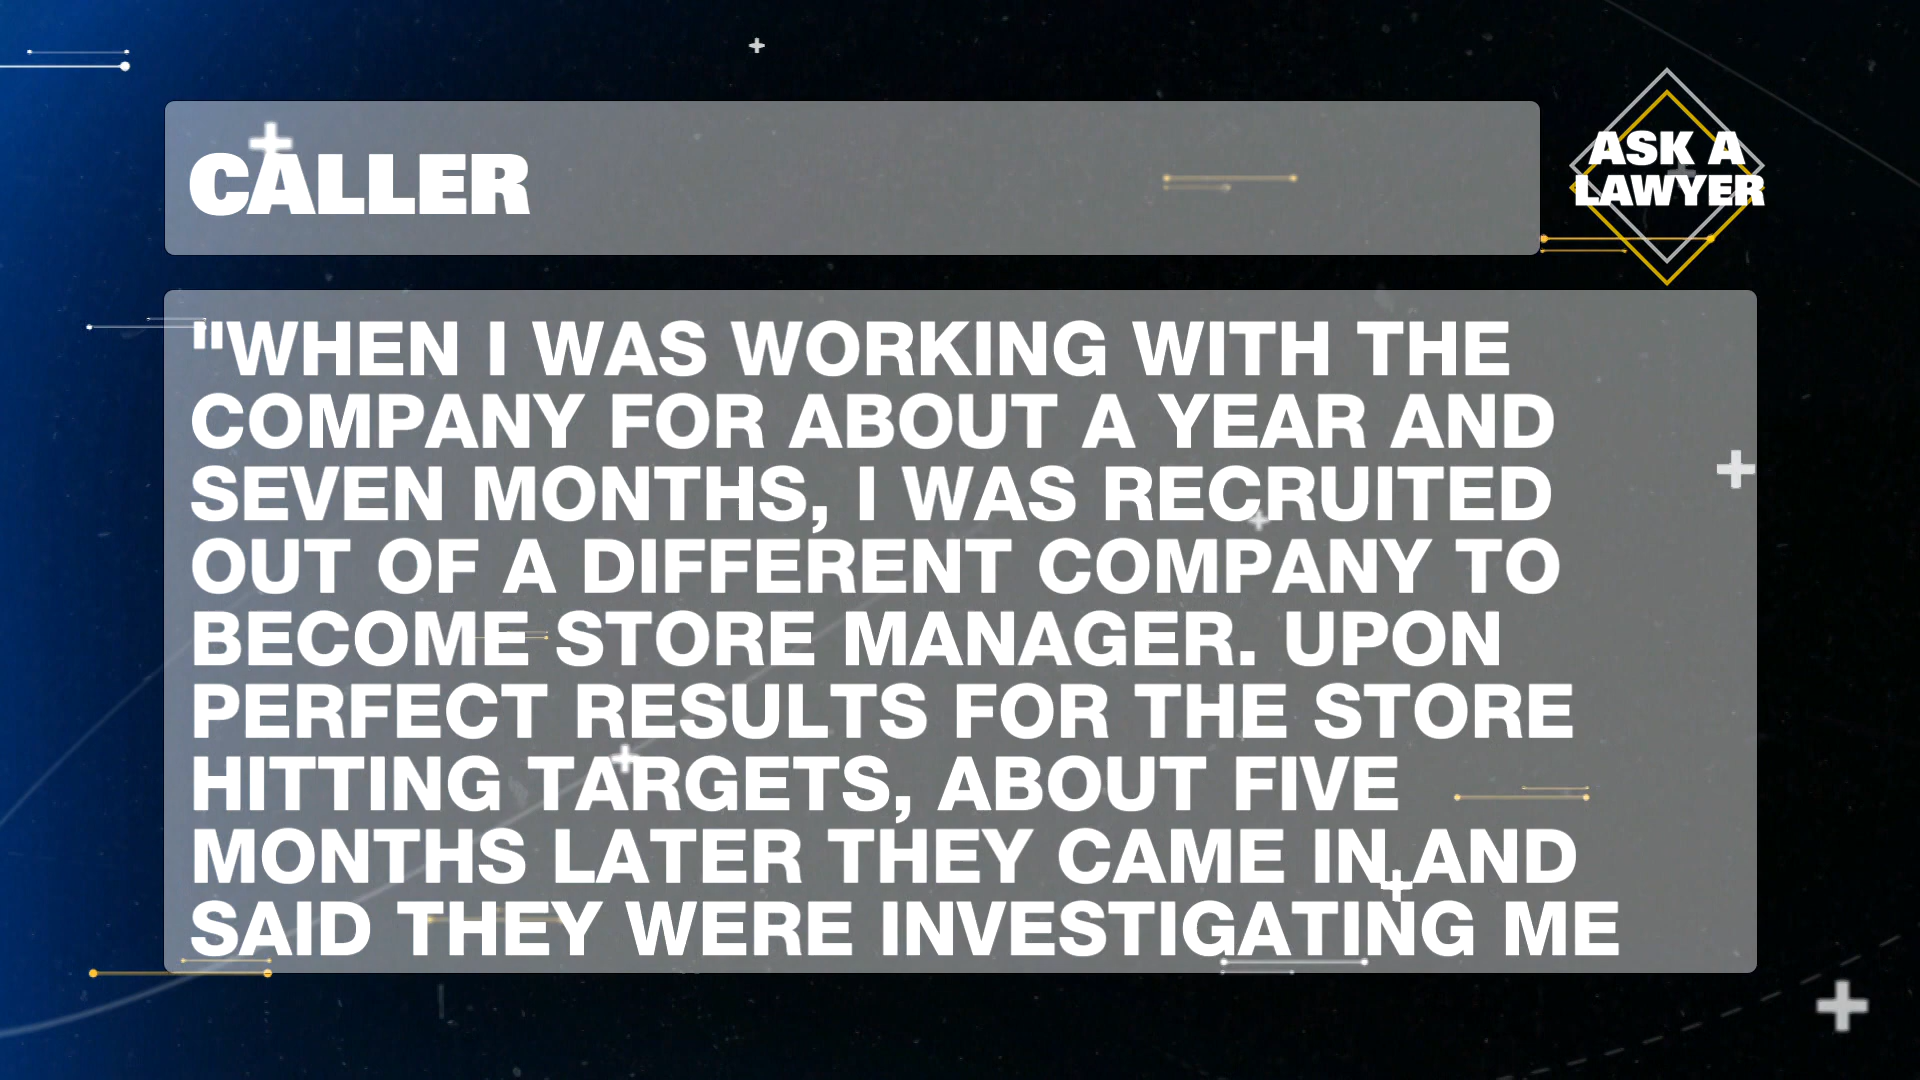 CALLER
ASK A
LAWYER
"WHEN I WAS WORKING WITH THE
COMPANY FOR ABOUT A YEAR AND
SEVEN MONTHS, I WAS RECRUITED
OUT OF A DIFFERENT COMPANY TO
BECOME STORE MANAGER. UPON
PERFECT RESULTS FOR THE STORE
HITTING TARGETS, ABOUT FIVE
MONTHS LATER THEY CAME IN AND
SAID THEY WERE INVESTIGATING ME